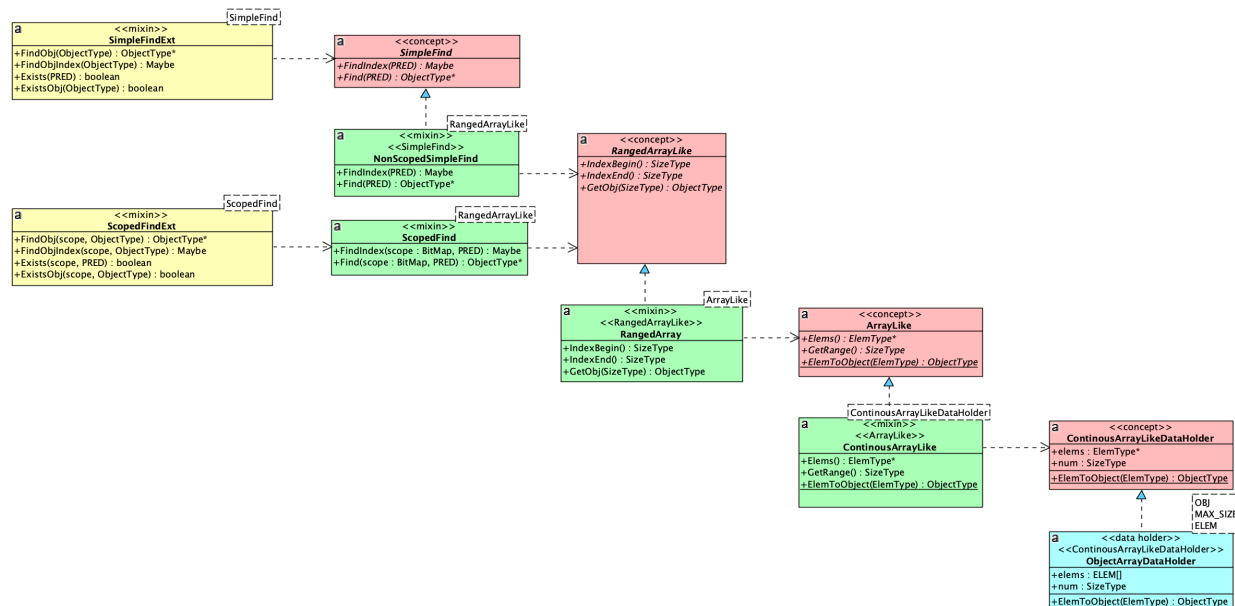 SimpleFind
a
<<mixin>>
SimpleFindExt
+FindObj(ObjectType) : ObjectType*
+FindObjIndex(ObjectType) : Maybe
+Exists(PRED) : boolean
+ExistsObj(ObjectType) : boolean
a
<<concept>>
SimpleFind
+FindIndex(PRED) : Maybe
+Find(PRED) : ObjectType*
RangedArrayLike
a
<<mixin>>
<<SimpleFind>>
NonScopedSimpleFind
+FindIndex(PRED) : Maybe
+Find(PRED) : ObjectType*
a
<<concept>>
RangedArrayLike
+IndexBegin() : SizeType
+IndexEnd() : SizeType
+GetObj(SizeType) : ObjectType
ScopedFind
a
<<mixin>>
ScopedFindExt
+FindObj(scope, ObjectType) : ObjectType*
+FindObjIndex(scope, ObjectType) : Maybe
+Exists(scope, PRED) : boolean
+ExistsObj(scope, ObjectType) : boolean
RangedArrayLike
a
<<mixin>>
ScopedFind
+FindIndex(scope : BitMap, PRED) : Maybe
+Find(scope : BitMap, PRED) : ObjectType*
ArrayLike
a
<<mixin>>
<<RangedArrayLike>>
RangedArray
+IndexBegin() : SizeType
+IndexEnd() : SizeType
+GetObj(SizeType) : ObjectType
a
<<concept>>
ArrayLike
+Elems() : ElemType*
+GetRange() : SizeType
+ElemToObject(ElemType) : ObjectType
ContinousArrayLikeDataHolder
a
<<mixin>>
<<ArrayLike>>
ContinousArrayLike
+Elems() : ElemType*
+GetRange() : SizeType
+ElemToObject(ElemType) : ObjectType
a
<<concept>>
ContinousArrayLikeDataHolder
+elems : ElemType*
+num : SizeType
+ElemToObject(ElemType) : ObjectType
OBJ
MAX_SIZE
ELEM
a
<<data holder>>
<<ContinousArrayLikeDataHolder>>
ObjectArrayDataHolder
+elems : ELEM[]
+num : SizeType
+ElemToObject(ElemType) : ObjectType